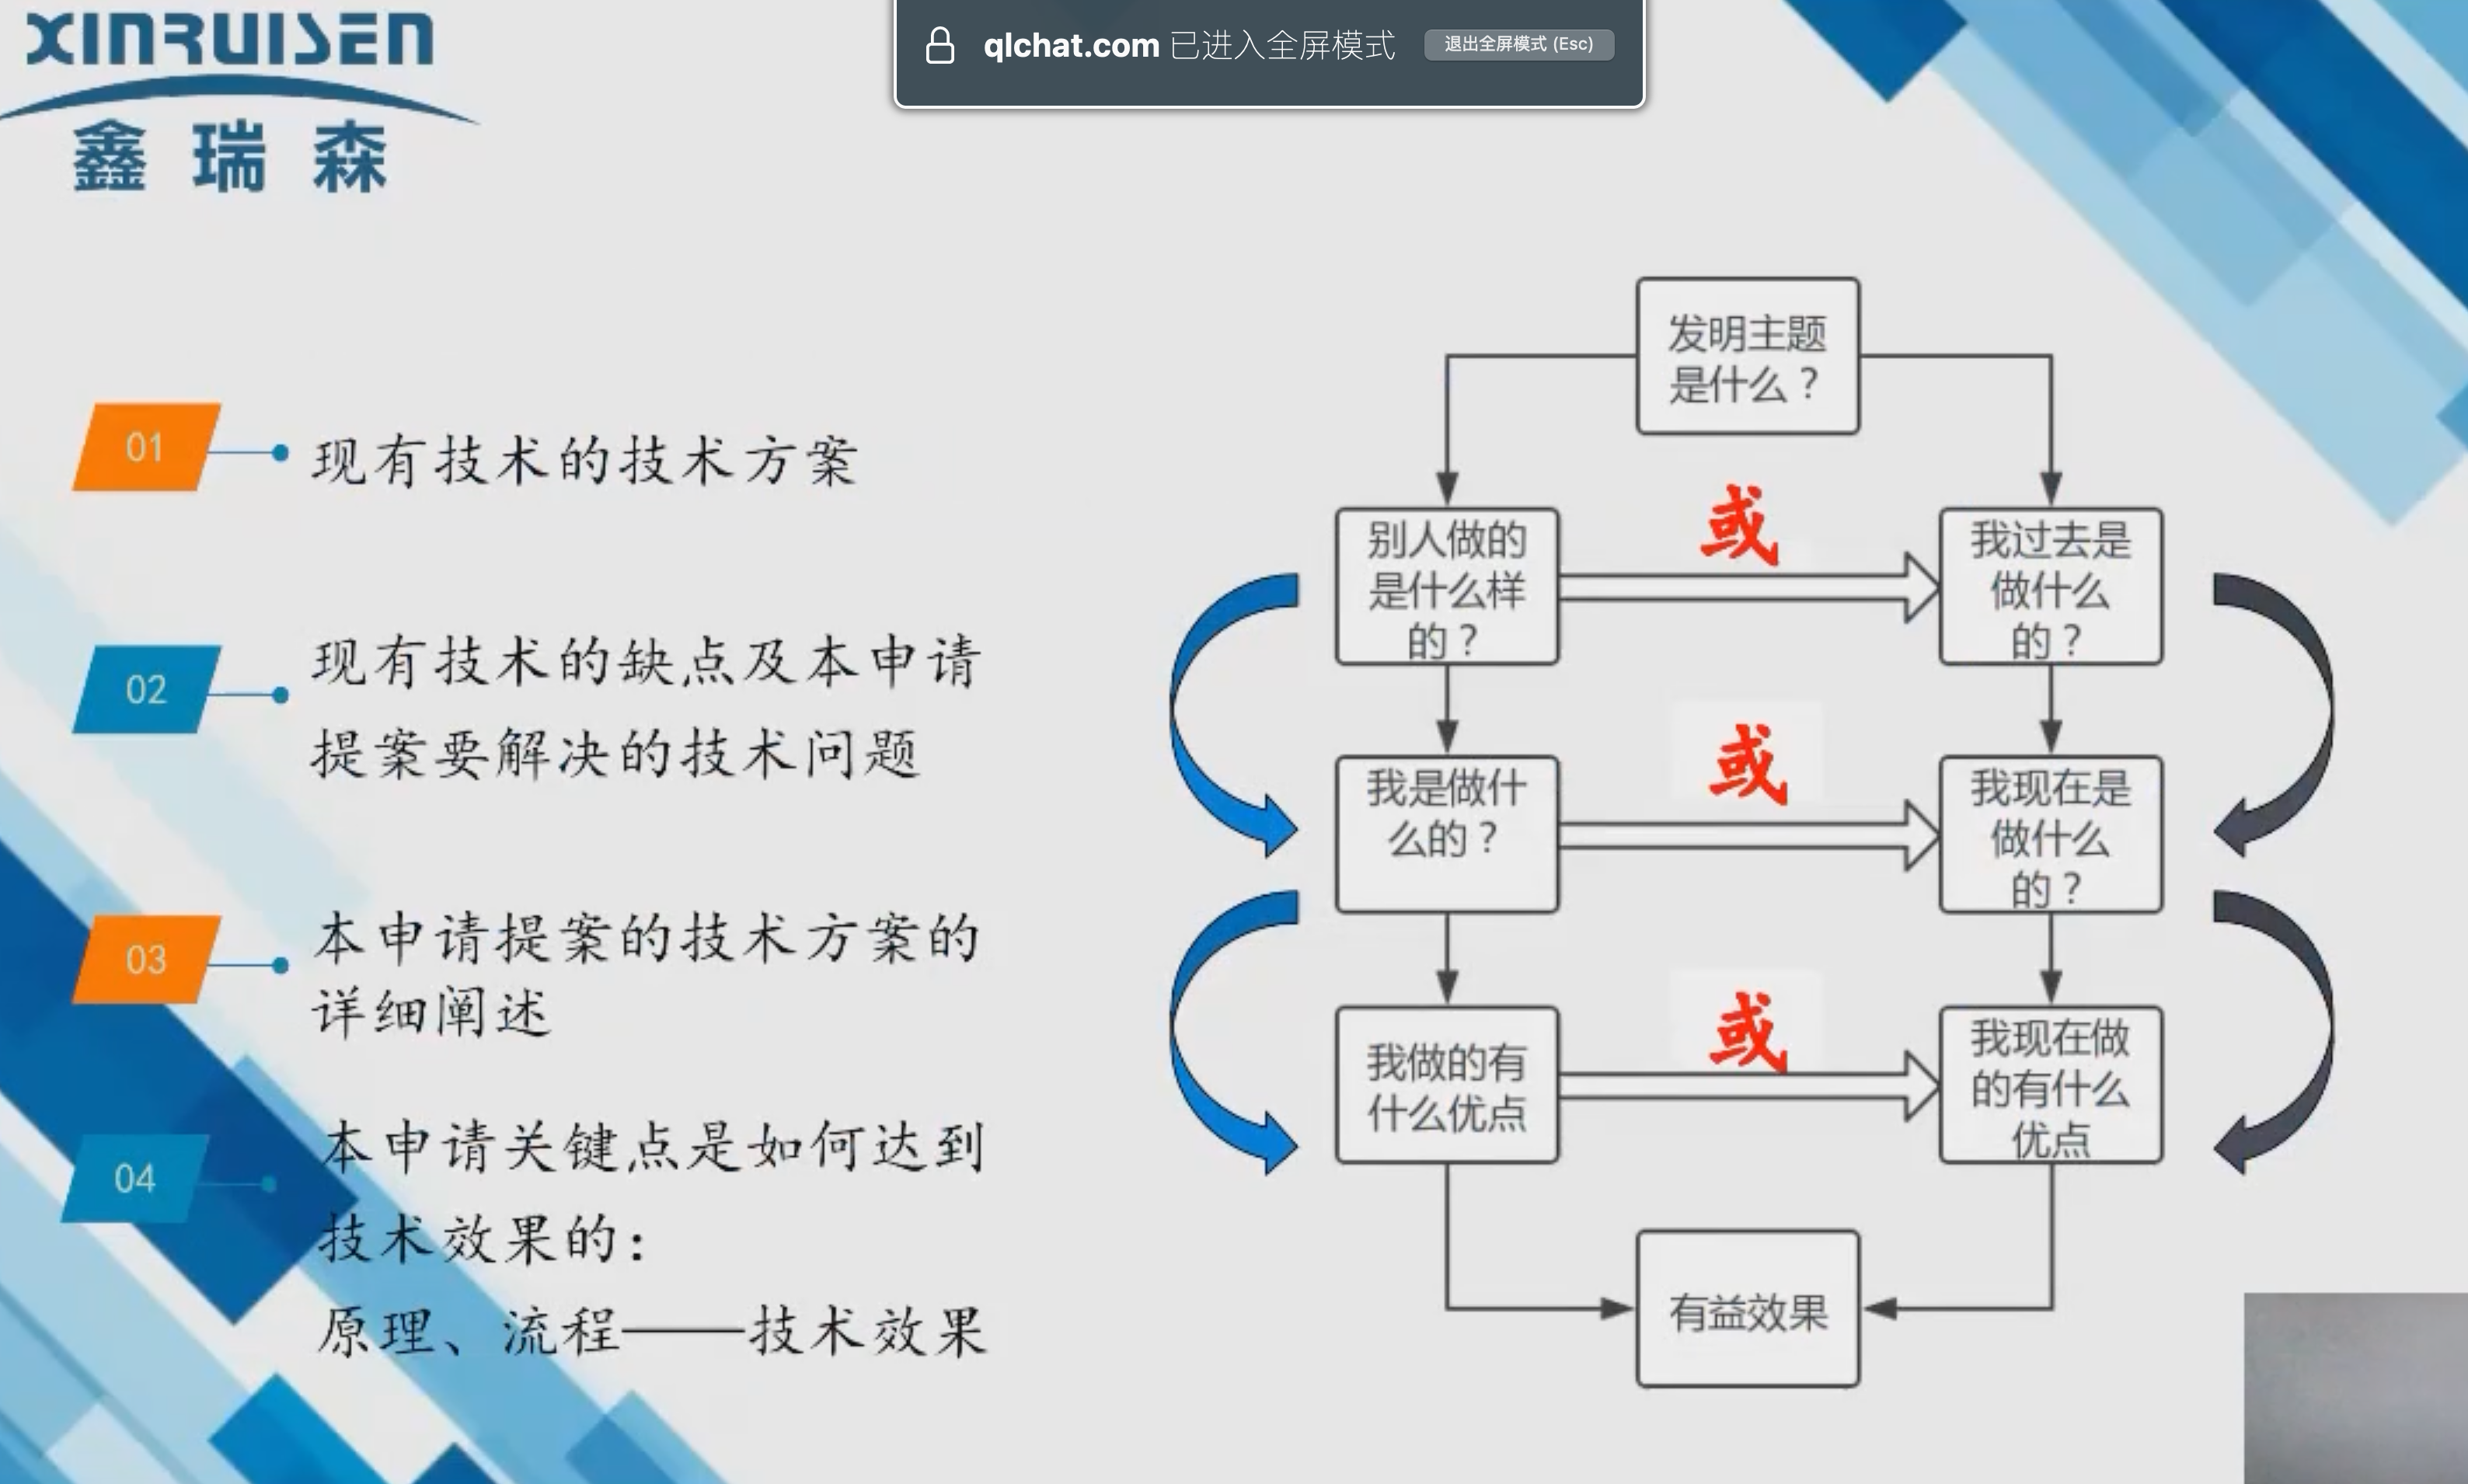 XINRUISEN
鑫瑞森
qlchat.com 已进入全屏模式 退出全屏模式 (Esc)
01
现有技术的技术方案
02
现有技术的缺点及本申请
提案要解决的技术问题
03
本申请提案的技术方案的
详细阐述
04
本申请关键点是如何达到
技术效果的：
原理、流程——技术效果
发明主题
是什么？
别人做的
是什么样
的？
或
我过去是
做什么
的？
我是做什
么的？
或
我现在是
做什么
的？
我做的有
什么优点
或
我现在做
的有什么
优点
有益效果